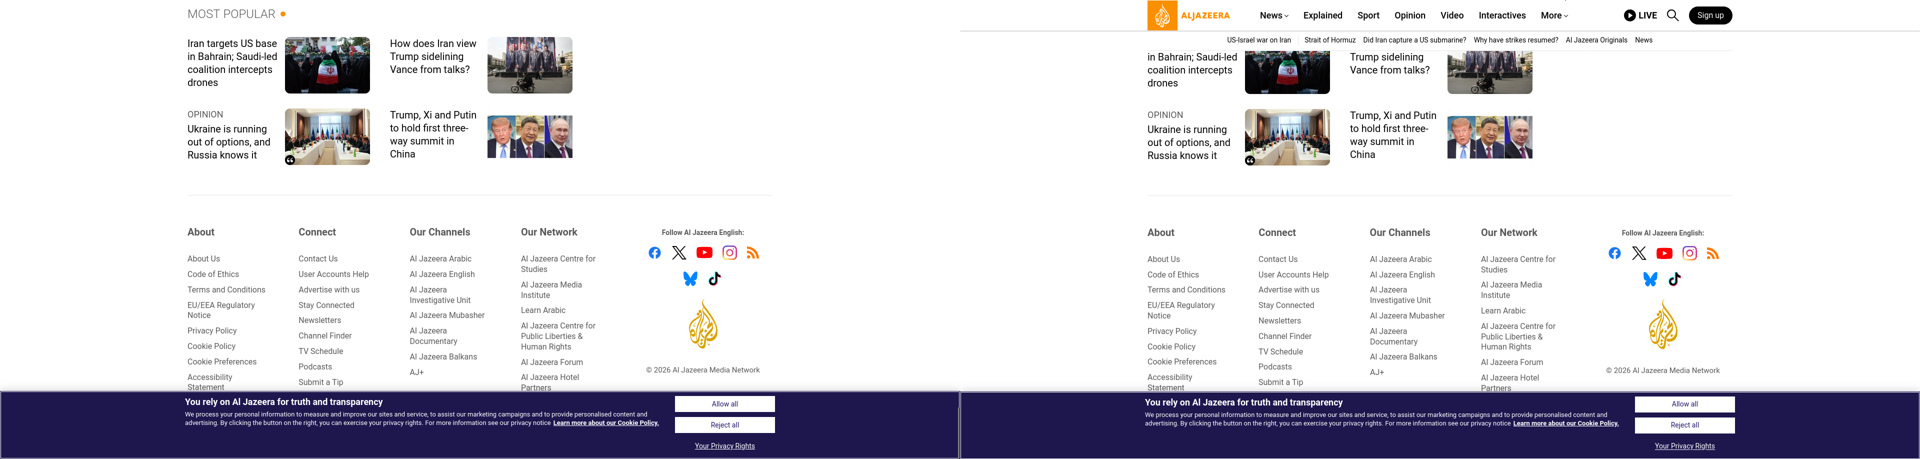 MOST POPULAR
Iran targets US base
in Bahrain; Saudi-led
coalition intercepts
drones
How does Iran view
Trump sidelining
Vance from talks?
OPINION
Ukraine is running
out of options, and
Russia knows it
Trump, Xi and Putin
to hold first three-
way summit in
China
About
About Us
Code of Ethics
Terms and Conditions
EU/EEA Regulatory
Notice
Privacy Policy
Cookie Policy
Cookie Preferences
Accessibility
Statement
Connect
Contact Us
User Accounts Help
Advertise with us
Stay Connected
Newsletters
Channel Finder
TV Schedule
Podcasts
Submit a Tip
Our Channels
Al Jazeera Arabic
Al Jazeera English
Al Jazeera
Investigative Unit
Al Jazeera Mubasher
Al Jazeera
Documentary
Al Jazeera Balkans
AJ+
Our Network
Al Jazeera Centre for
Studies
Al Jazeera Media
Institute
Learn Arabic
Al Jazeera Centre for
Public Liberties &
Human Rights
Al Jazeera Forum
Al Jazeera Hotel
Partners
Follow Al Jazeera English:
© 2026 Al Jazeera Media Network
You rely on Al Jazeera for truth and transparency
We process your personal information to measure and improve our sites and service, to assist our marketing campaigns and to provide personalised content and
advertising. By clicking the button on the right, you can exercise your privacy rights. For more information see our privacy notice Learn more about our Cookie Policy.
Allow all
Reject all
Your Privacy Rights
ALJAZEERA
News
Explained
Sport
Opinion
Video
Interactives
More
LIVE
Sign up
US-Israel war on Iran
Strait of Hormuz
Did Iran capture a US submarine?
Why have strikes resumed?
Al Jazeera Originals
News
in Bahrain; Saudi-led
coalition intercepts
drones
Trump sidelining
Vance from talks?
OPINION
Ukraine is running
out of options, and
Russia knows it
Trump, Xi and Putin
to hold first three-
way summit in
China
About
About Us
Code of Ethics
Terms and Conditions
EU/EEA Regulatory
Notice
Privacy Policy
Cookie Policy
Cookie Preferences
Accessibility
Statement
Connect
Contact Us
User Accounts Help
Advertise with us
Stay Connected
Newsletters
Channel Finder
TV Schedule
Podcasts
Submit a Tip
Our Channels
Al Jazeera Arabic
Al Jazeera English
Al Jazeera
Investigative Unit
Al Jazeera Mubasher
Al Jazeera
Documentary
Al Jazeera Balkans
AJ+
Our Network
Al Jazeera Centre for
Studies
Al Jazeera Media
Institute
Learn Arabic
Al Jazeera Centre for
Public Liberties &
Human Rights
Al Jazeera Forum
Al Jazeera Hotel
Partners
Follow Al Jazeera English:
© 2026 Al Jazeera Media Network
You rely on Al Jazeera for truth and transparency
We process your personal information to measure and improve our sites and service, to assist our marketing campaigns and to provide personalised content and
advertising. By clicking the button on the right, you can exercise your privacy rights. For more information see our privacy notice Learn more about our Cookie Policy.
Allow all
Reject all
Your Privacy Rights